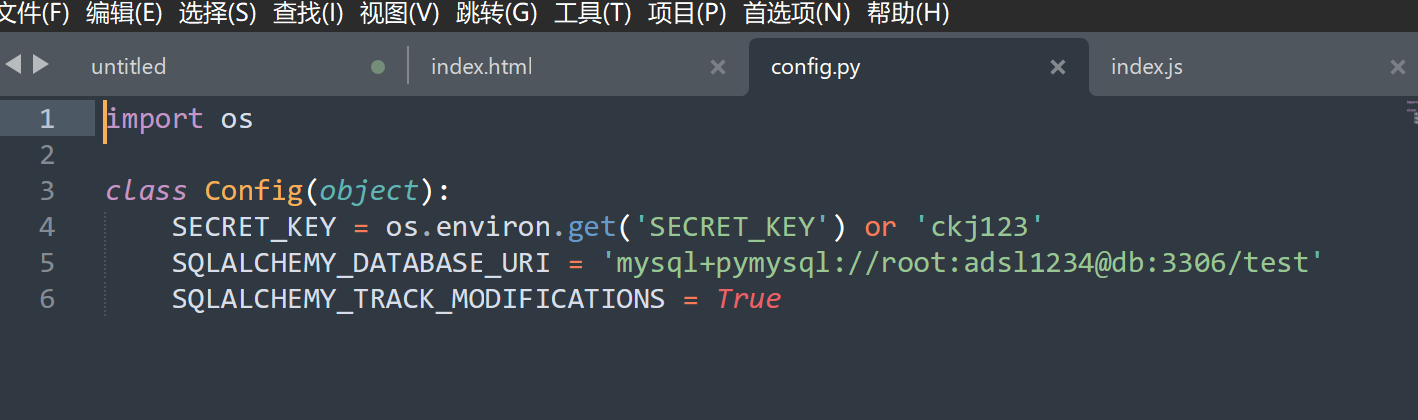 文件(F) 编辑(E) 选择(S) 查找(I) 视图(V) 跳转(G) 工具(T) 项目(P) 首选项(N) 帮助(H)
untitled index.html × config.py × index.js ×
1 import os
2
3 class Config(object):
4 SECRET_KEY = os.environ.get('SECRET_KEY') or 'ckj123'
5 SQLALCHEMY_DATABASE_URI = 'mysql+pymysql://root:adsl1234@db:3306/test'
6 SQLALCHEMY_TRACK_MODIFICATIONS = True